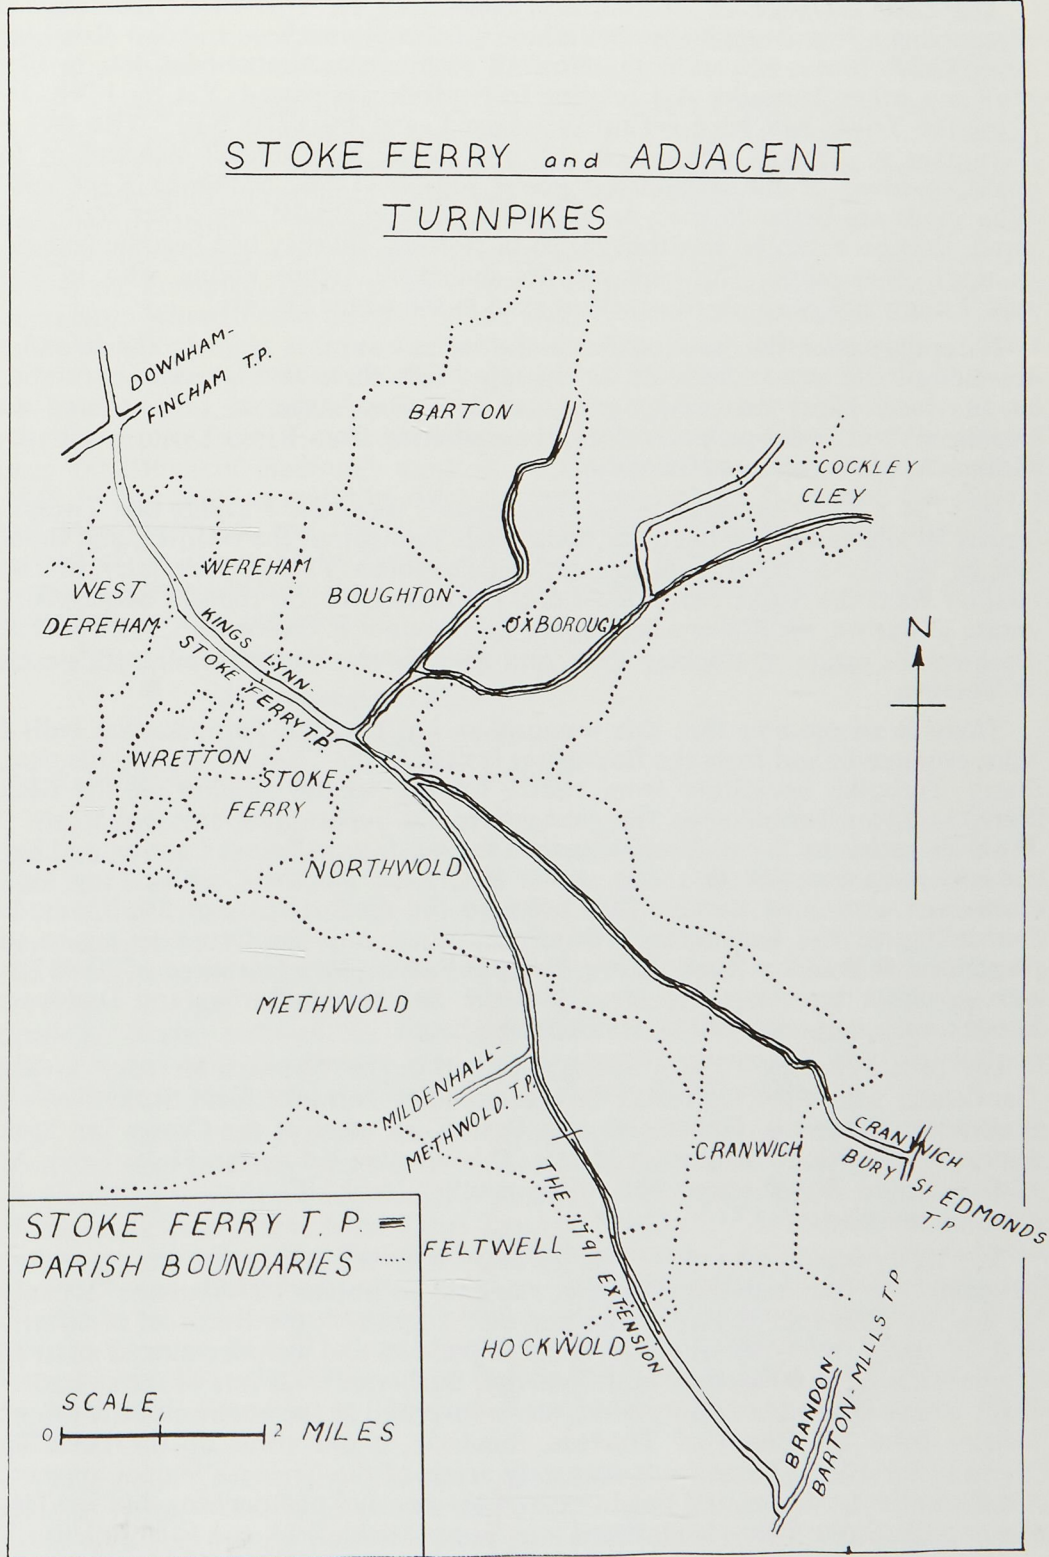 STOKE FERRY and ADJACENT
TURNPIKES
DOWNHAM-
FINCHAM T.P.
BARTON
COCKLEY
CLEY
WEREHAM
WEST
DEREHAM
BOUGHTON
OXBOROUGH
N
KINGS LYNN-
STOKE FERRY T.P.
WRETTON
STOKE
FERRY
NORTHWOLD
METHWOLD
MILDENHALL-
METHWOLD. T.P.
CRANWICH
CRANWICH
BURY St EDMONDS
T.P
THE 1791 EXTENSION
STOKE FERRY T. P. =
PARISH BOUNDARIES ....
FELTWELL
HOCKWOLD
BRANDON-
BARTON-MLLLS T.P
SCALE,
0 2 MILES